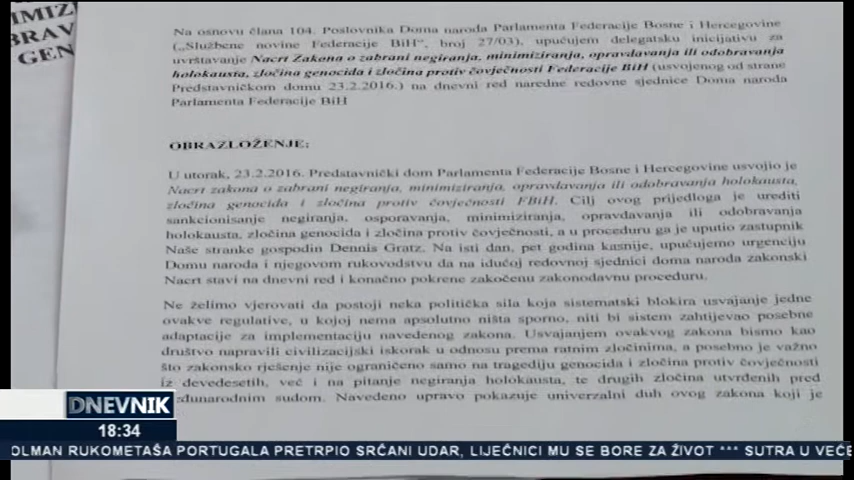 IMIZ
BRAV
GEN
Na osnovu člana 104. Poslovnika Doma naroda Parlamenta Federacije Bosne i Hercegovine
(„Službene novine Federacije BiH“, broj 27/03), upućujem delegatsku inicijativu za
uvrštavanje Nacrt Zakona o zabrani negiranja, minimiziranja, opravdavanja ili odobravanja
holokausta, zločina genocida i zločina protiv čovječnosti Federacije BiH (usvojenog od strane
Predstavničkom domu 23.2.2016.) na dnevni red naredne redovne sjednice Doma naroda
Parlamenta Federacije BiH
OBRAZLOŽENJE:
U utorak, 23.2.2016. Predstavnički dom Parlamenta Federacije Bosne i Hercegovine usvojio je
Nacrt zakona o zabrani negiranja, minimiziranja, opravdavanja ili odobravanja holokausta,
zločina genocida i zločina protiv čovječnosti FBiH. Cilj ovog prijedloga je urediti
sankcionisanje negiranja, osporavanja, minimiziranja, opravdavanja ili odobravanja
holokausta, zločina genocida i zločina protiv čovječnosti, a u proceduru ga je uputio zastupnik
Naše stranke gospodin Dennis Gratz. Na isti dan, pet godina kasnije, upućujemo urgenciju
Domu naroda i njegovom rukovodstvu da na idućoj redovnoj sjednici doma naroda zakonski
Nacrt stavi na dnevni red i konačno pokrene zakočenu zakonodavnu proceduru.
Ne želimo vjerovati da postoji neka politička sila koja sistematski blokira usvajanje jedne
ovakve regulative, u kojoj nema apsolutno ništa sporno, niti bi sistem zahtijevao posebne
adaptacije za implementaciju navedenog zakona. Usvajanjem ovakvog zakona bismo kao
društvo napravili civilizacijski iskorak u odnosu prema ratnim zločinima, a posebno je važno
što zakonsko rješenje nije ograničeno samo na tragediju genocida i zločina protiv čovječnosti
iz devedesetih, već i na pitanje negiranja holokausta, te drugih zločina utvrđenih pred
eđunarodnim sudom. Navedeno upravo pokazuje univerzalni duh ovog zakona koji je
DNEVNIK
18:34
OLMAN RUKOMETAŠA PORTUGALA PRETRPIO SRČANI UDAR, LIJEČNICI MU SE BORE ZA ŽIVOT *** SUTRA U VEČE